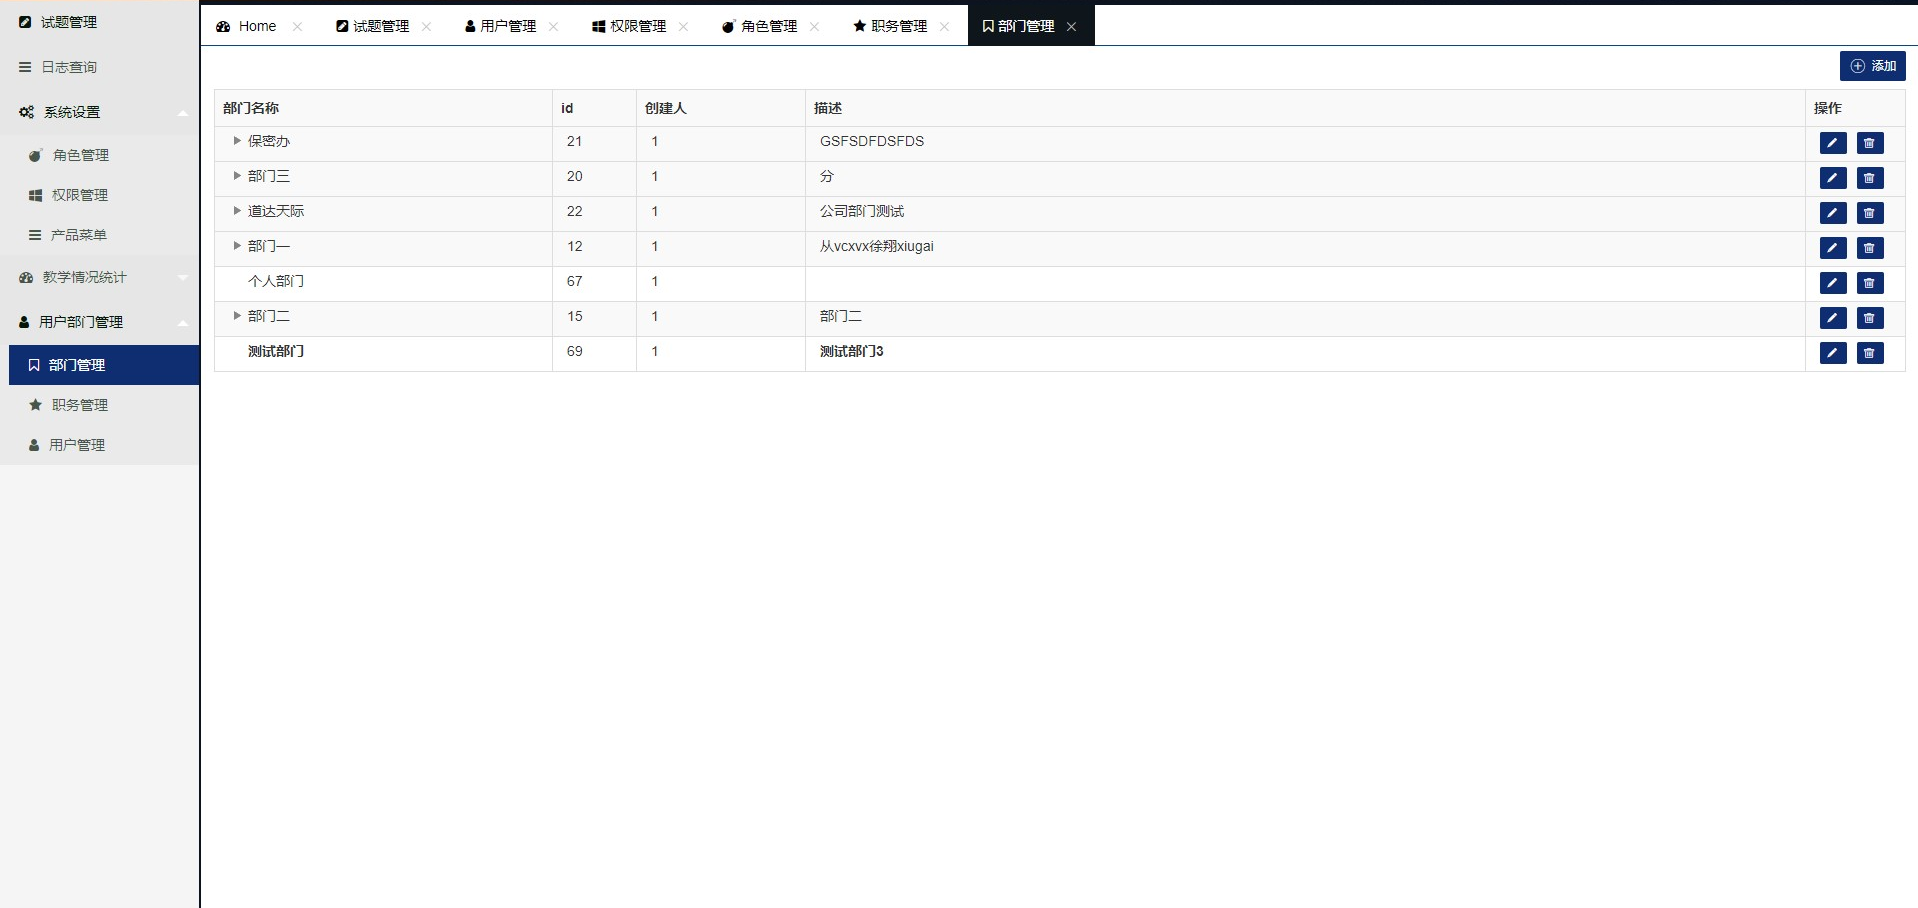 试题管理
日志查询
系统设置
角色管理
权限管理
产品菜单
教学情况统计
用户部门管理
部门管理
职务管理
用户管理
Home 试题管理 用户管理 权限管理 角色管理 职务管理 部门管理
添加
部门名称 id 创建人 描述 操作
保密办 21 1 GSFSDFDSFDS
部门三 20 1 分
道达天际 22 1 公司部门测试
部门一 12 1 从vcxvx徐翔xiugai
个人部门 67 1
部门二 15 1 部门二
测试部门 69 1 测试部门3